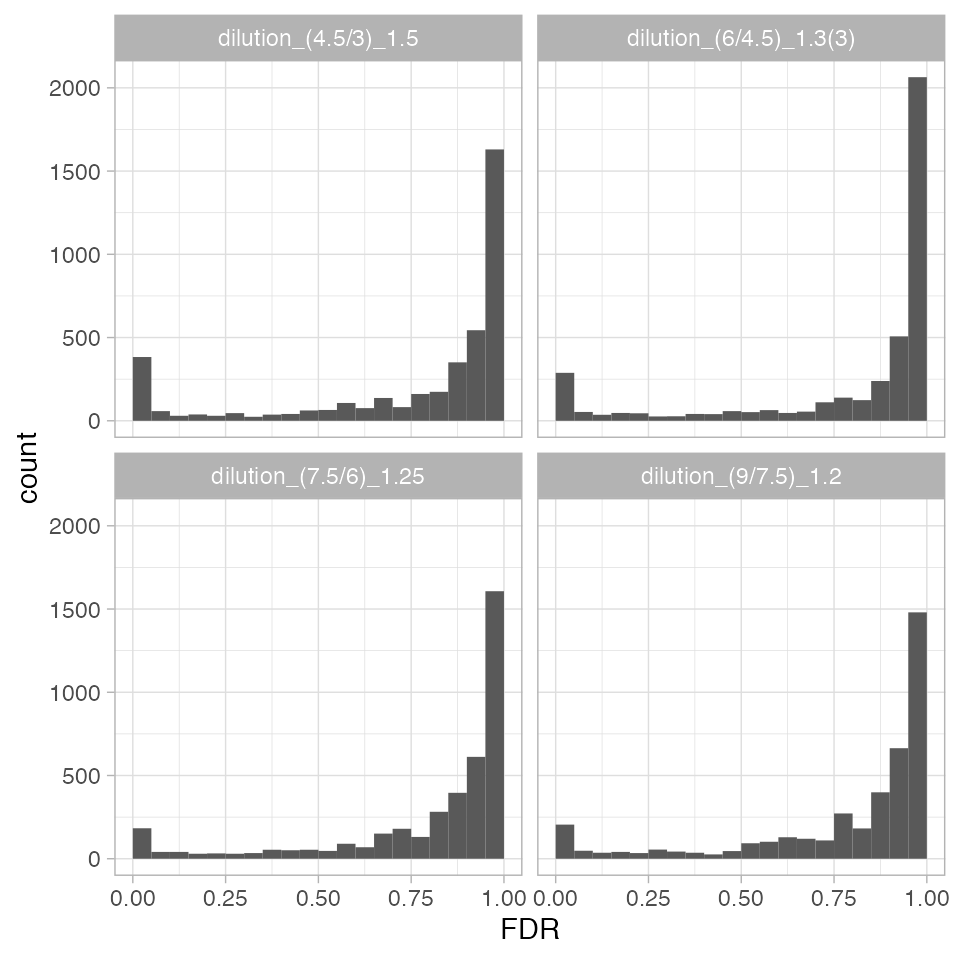 dilution_(4.5/3)_1.5 dilution_(6/4.5)_1.3(3)
2000
1500
1000
500
0
count
dilution_(7.5/6)_1.25 dilution_(9/7.5)_1.2
2000
1500
1000
500
0
0.00 0.25 0.50 0.75 1.00 0.00 0.25 0.50 0.75 1.00
FDR